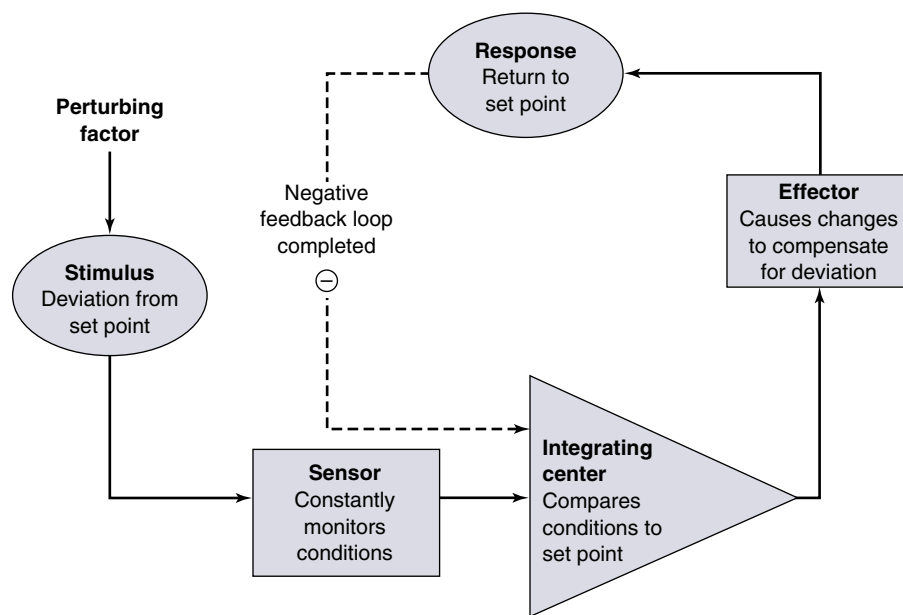 Perturbing
factor
Stimulus
Deviation from
set point
Sensor
Constantly
monitors
conditions
Integrating
center
Compares
conditions to
set point
Effector
Causes changes
to compensate
for deviation
Response
Return to
set point
Negative
feedback loop
completed
−